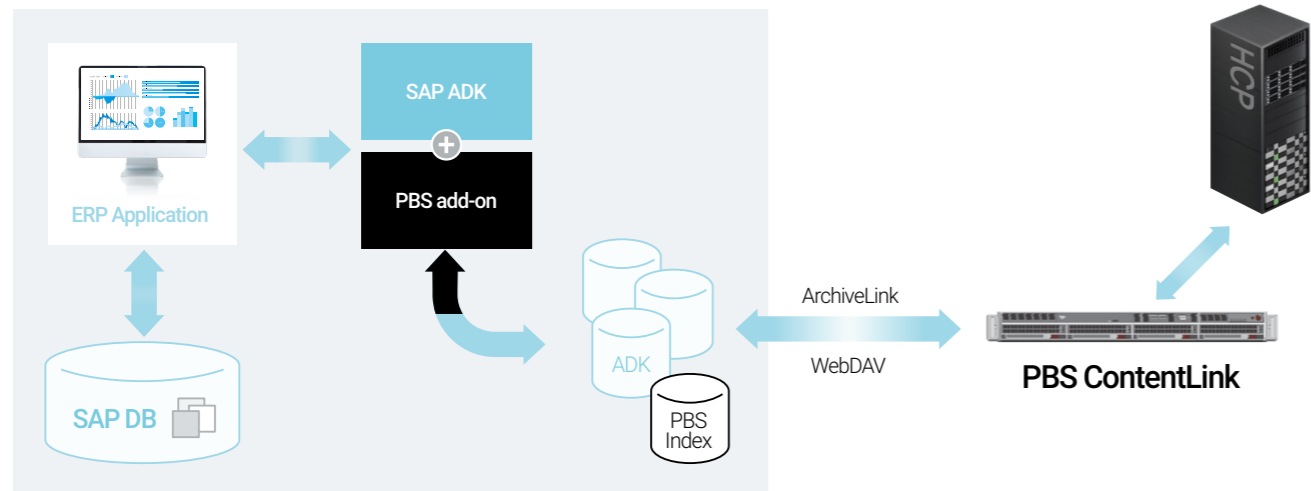 HCP
SAP ADK
PBS add-on
ERP Application
ArchiveLink
WebDAV
ADK
PBS
Index
SAP DB
PBS ContentLink